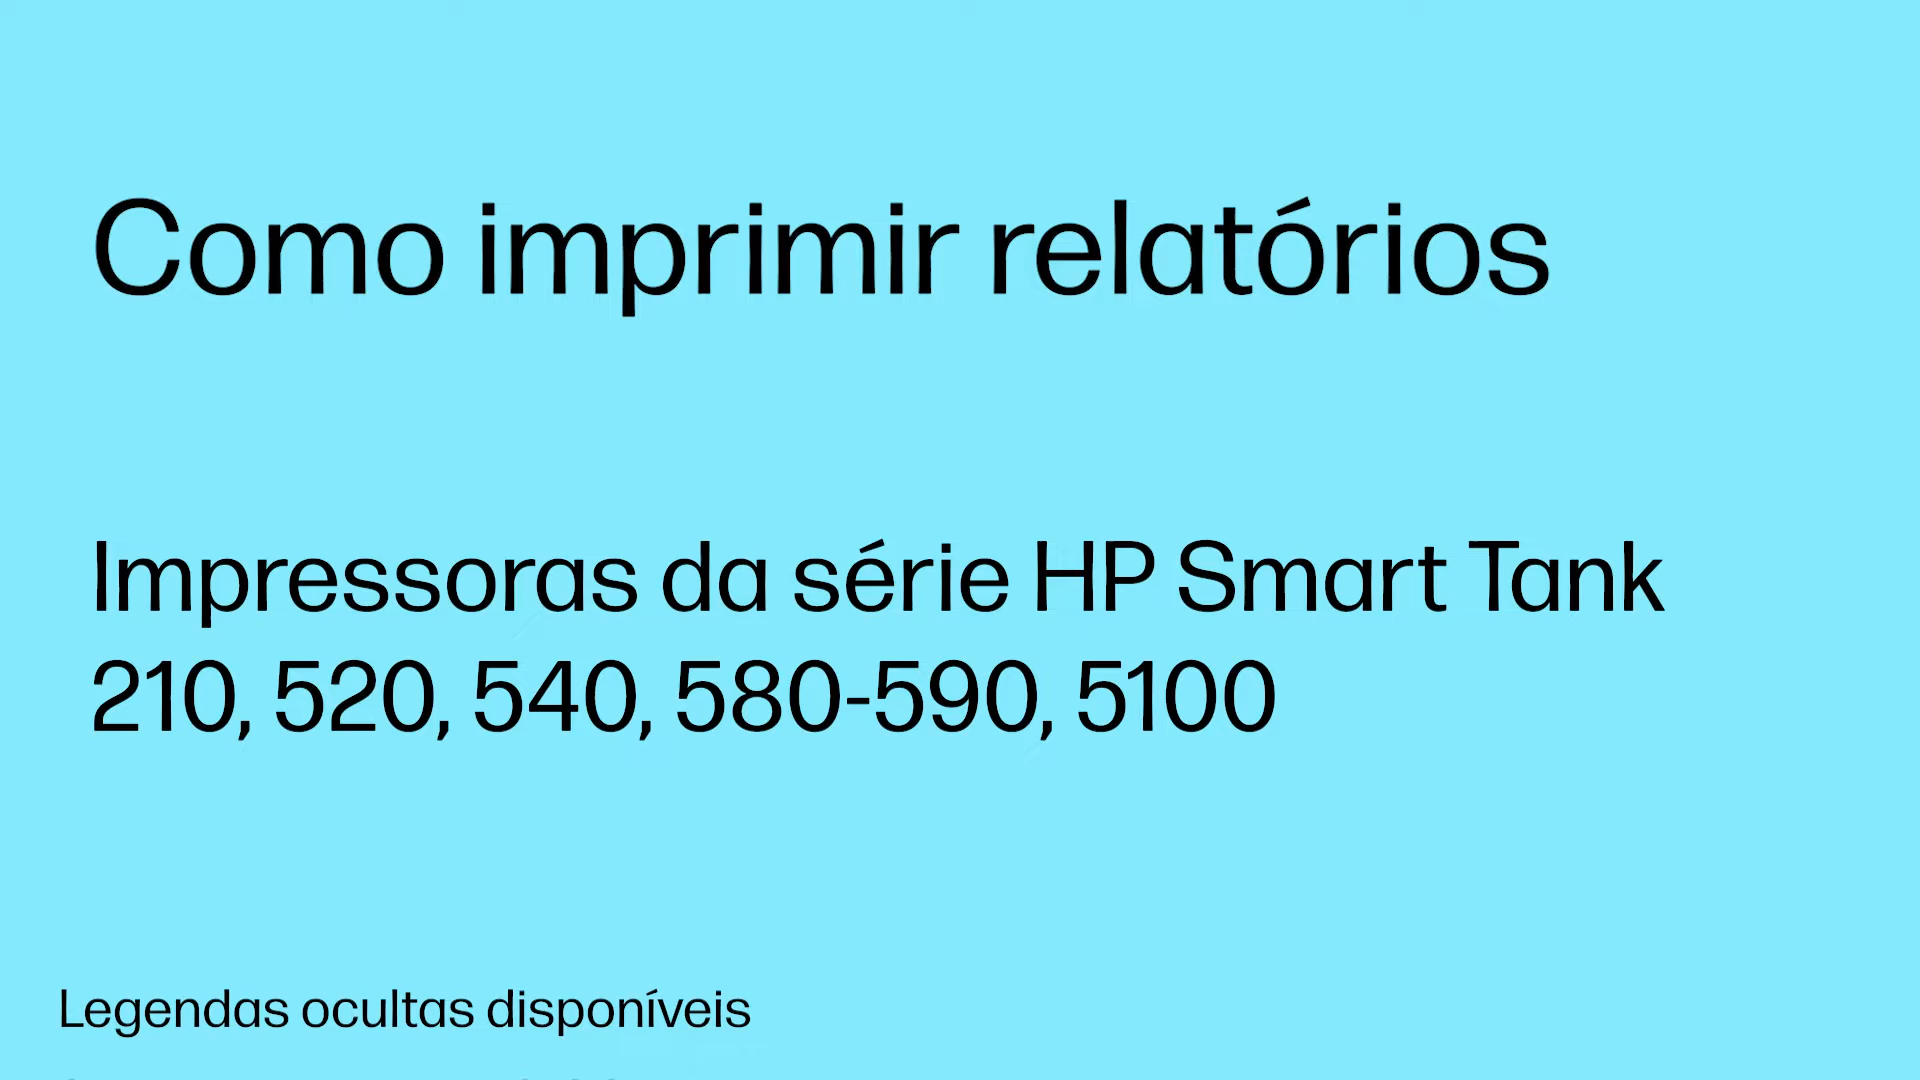 Como imprimir relatórios
Impressoras da série HP Smart Tank
210, 520, 540, 580-590, 5100
Legendas ocultas disponíveis